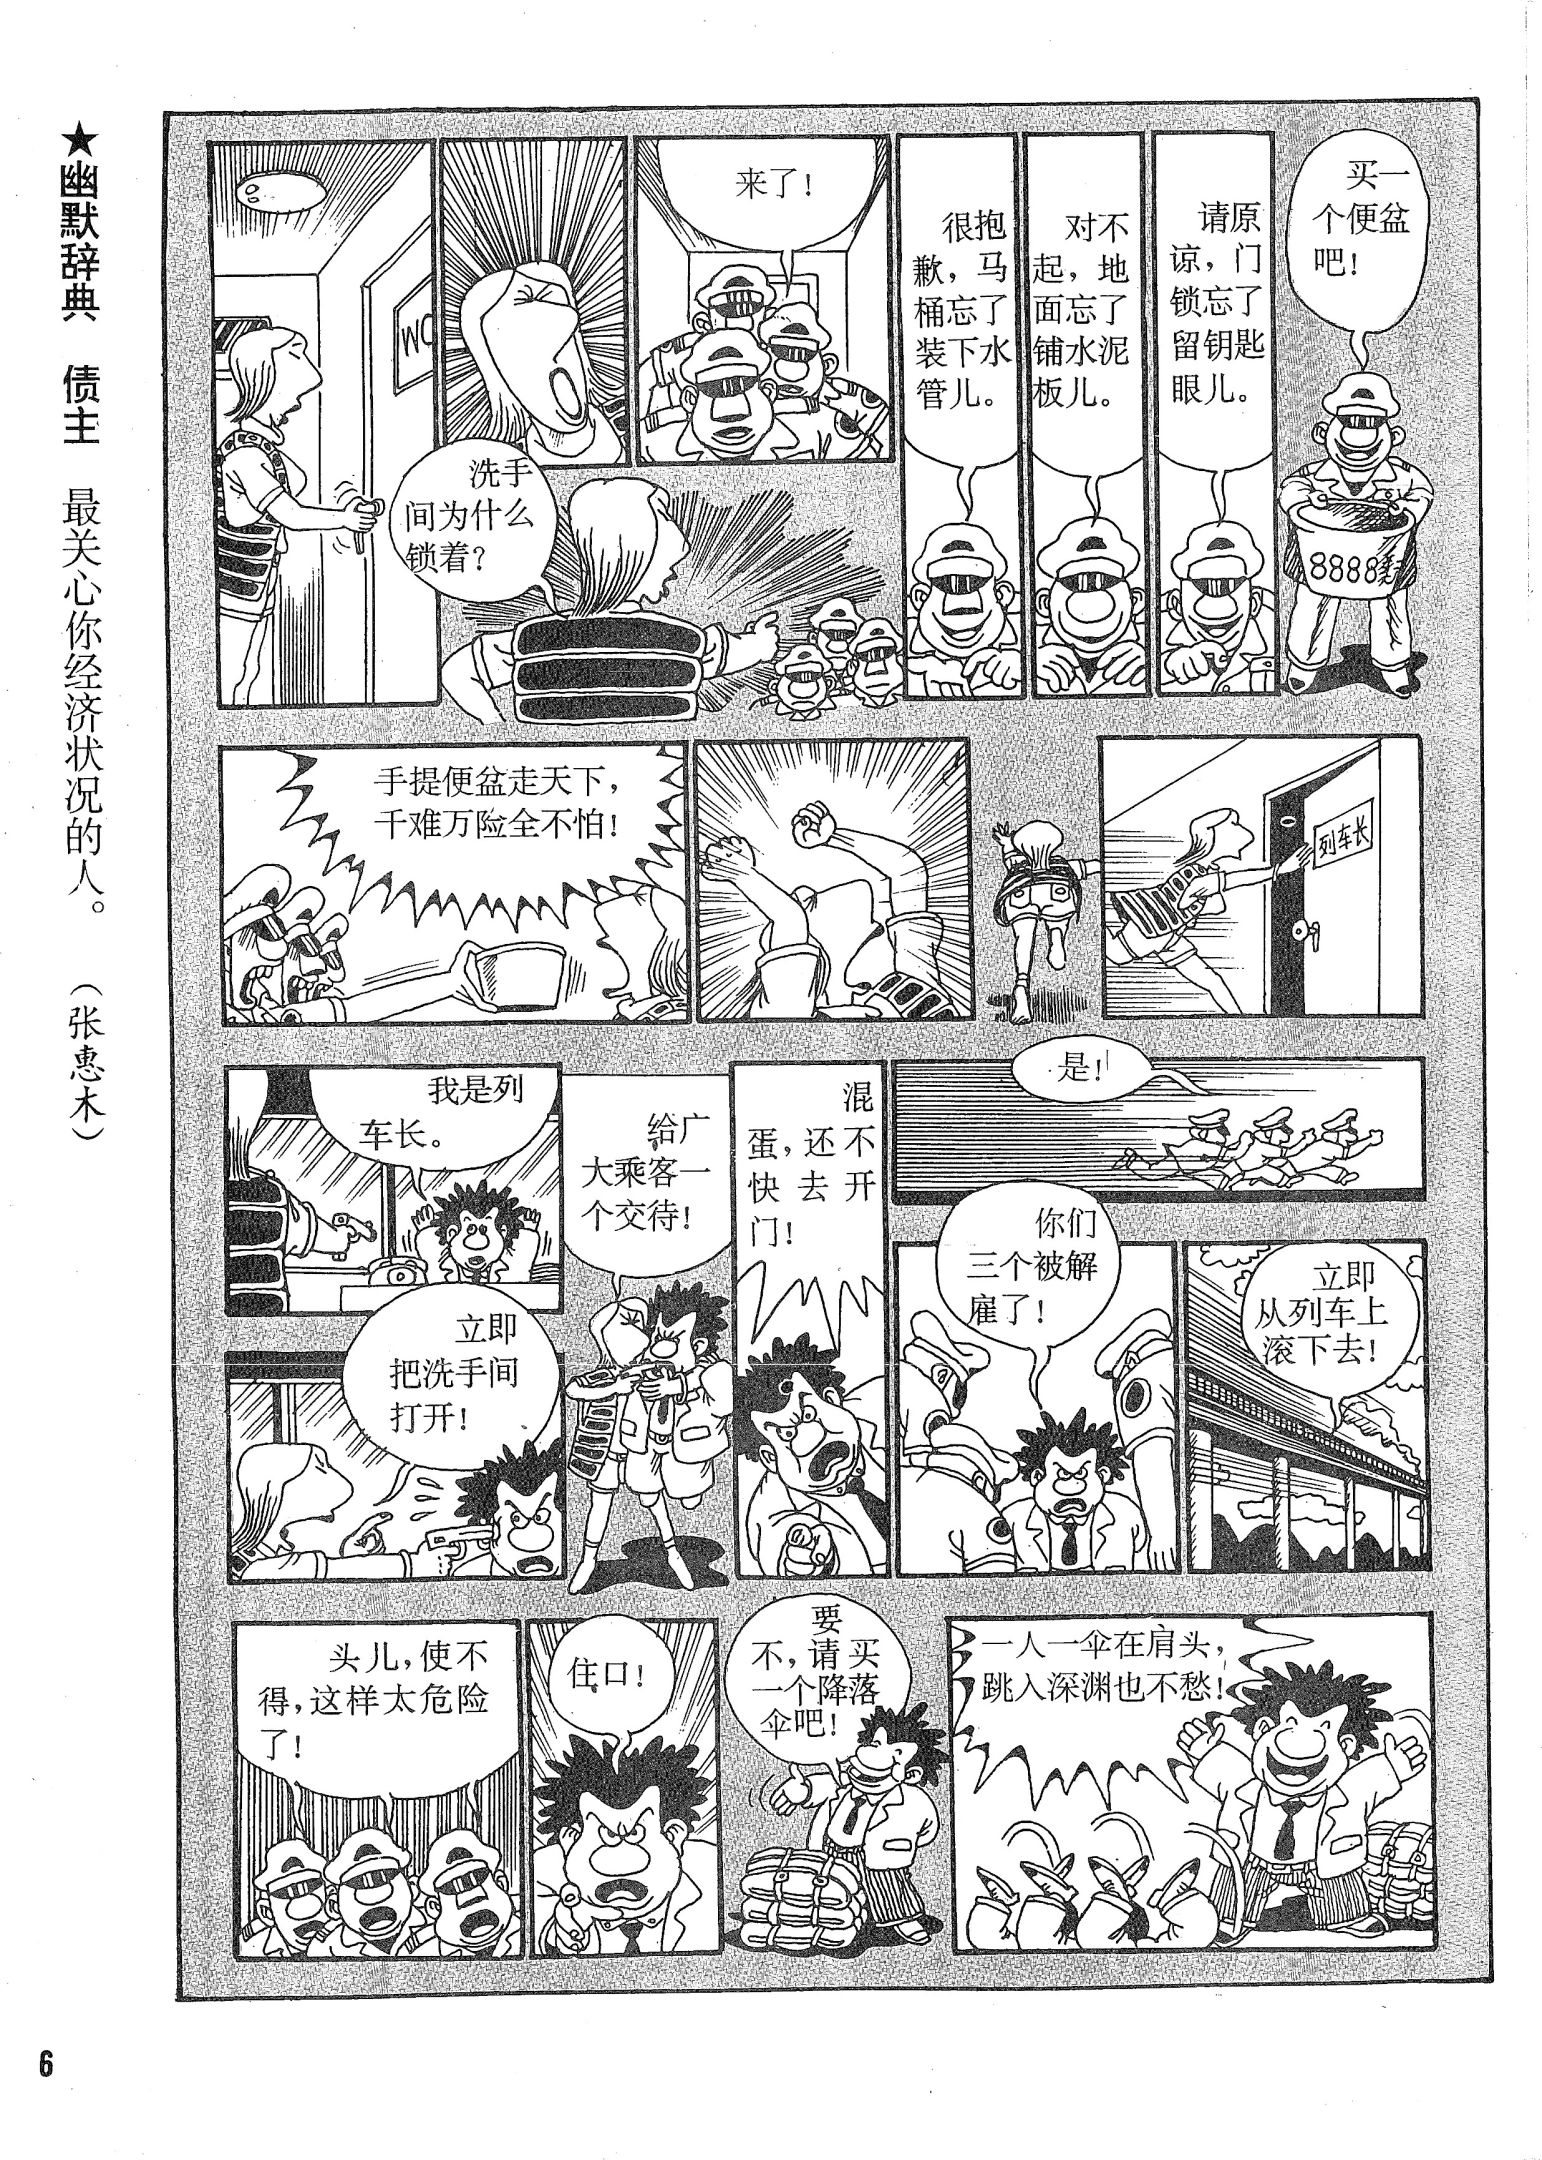 ★幽默辞典 债主 最关心你经济状况的人。 （张惠木）
WC
来了！
很抱
歉，马
桶忘了
装下水
管儿。
对不
起，地
面忘了
铺水泥
板儿。
请原
谅，门
锁忘了
留钥匙
眼儿。
买一
个便盆
吧！
洗手
间为什么
锁着？
手提便盆走天下，
千难万险全不怕！
列车长
我是列
车长。
立即
把洗手间
打开！
给广
大乘客一
个交待！
混
蛋，还不
快去开
门！
是！
你们
三个被解
雇了！
立即
从列车上
滚下去！
头儿，使不
得，这样太危险
了！
住口！
要
不，请买
一个降落
伞吧！
一人一伞在肩头，
跳入深渊也不愁！
6